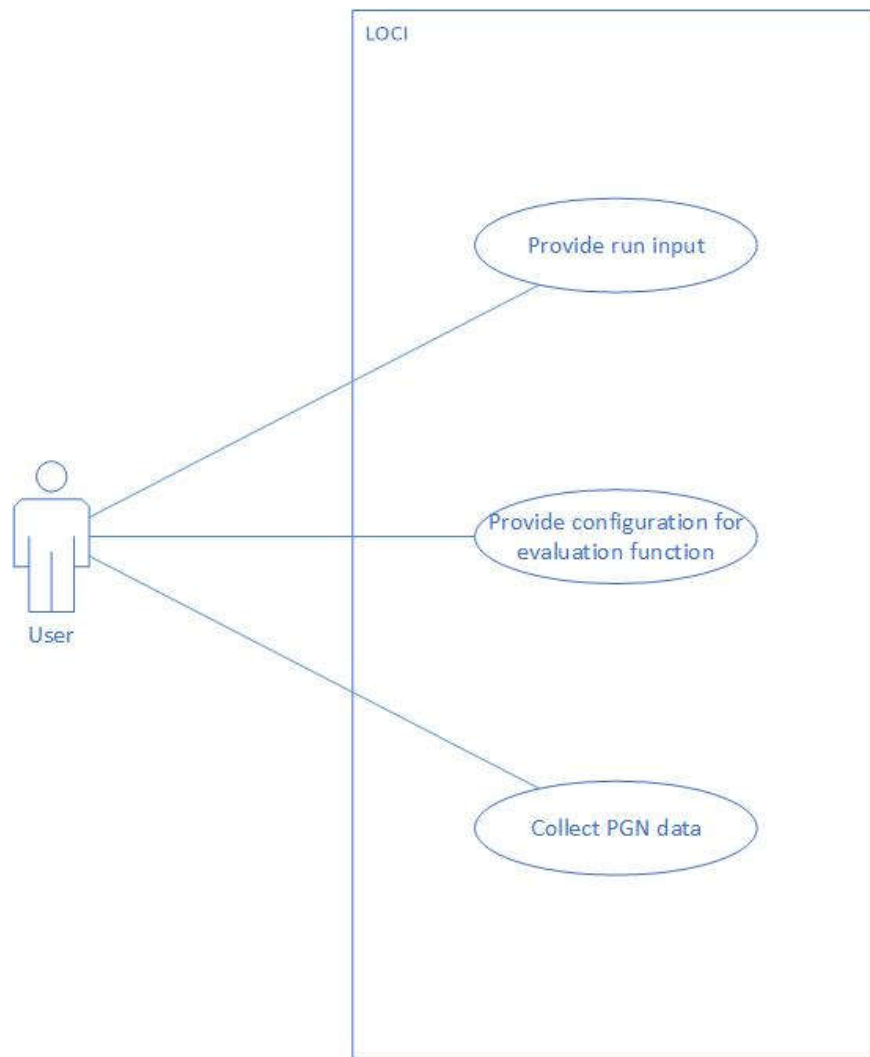 LOCI
Provide run input
Provide configuration for
evaluation function
User
Collect PGN data